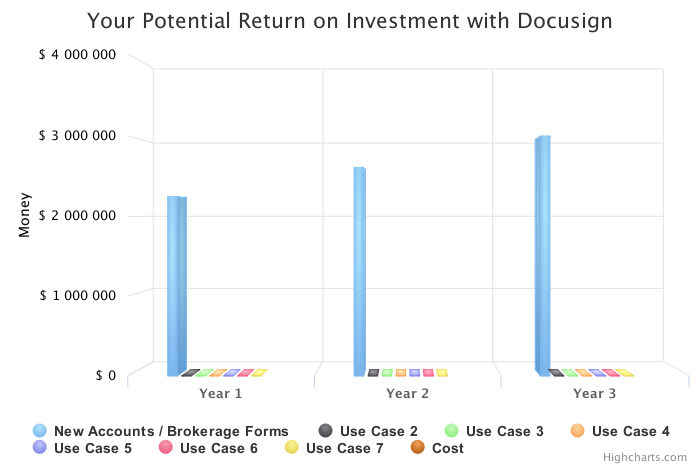 Your Potential Return on Investment with Docusign
$ 4 000 000
$ 3 000 000
$ 2 000 000
$ 1 000 000
$ 0
Money
Year 1 Year 2 Year 3
New Accounts / Brokerage Forms Use Case 2 Use Case 3 Use Case 4
Use Case 5 Use Case 6 Use Case 7 Cost
Highcharts.com